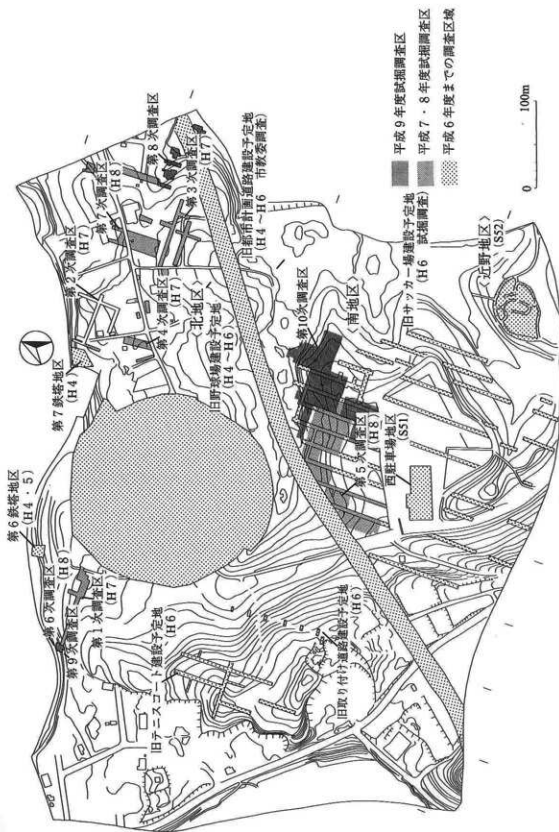 第6鉄塔地区
(H4・5)
第6次調査区
(H8)
第9次調査区
第1次調査区
(H7)
旧テニスコート建設予定地
(H6)
旧取り付け道路建設予定地
(H6)
第7鉄塔地区
(H4)
第2次調査区
(H7)
第7次調査区
(H8)
第8次調査区
第3次調査区
(H7)
第4次調査区
(H7)
〈北地区〉
旧野球場建設予定地
(H4~H6)
旧都市計画道路建設予定地
(H4~H6 市教委調査)
第10次調査区
〈南地区〉
第5次調査区
(H8)
西駐車場地区
(S51)
旧サッカー場建設予定地
(H6 試掘調査)
〈近野地区〉
(S52)
平成9年度試掘調査区
平成7・8年度試掘調査区
平成6年度までの調査区域
0 100m